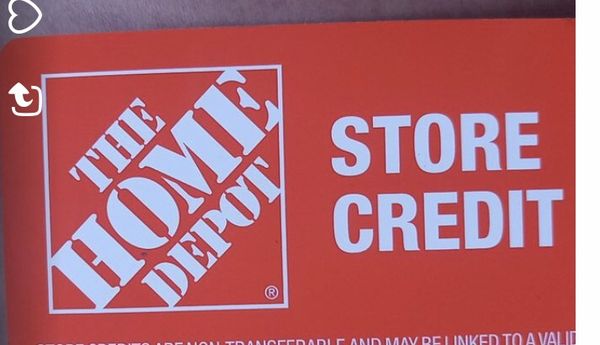 THE
HOME
DEPOT
®
STORE
CREDIT
STORE CREDITS ARE NON-TRANSFERABLE AND MAY BE LINKED TO A VALID